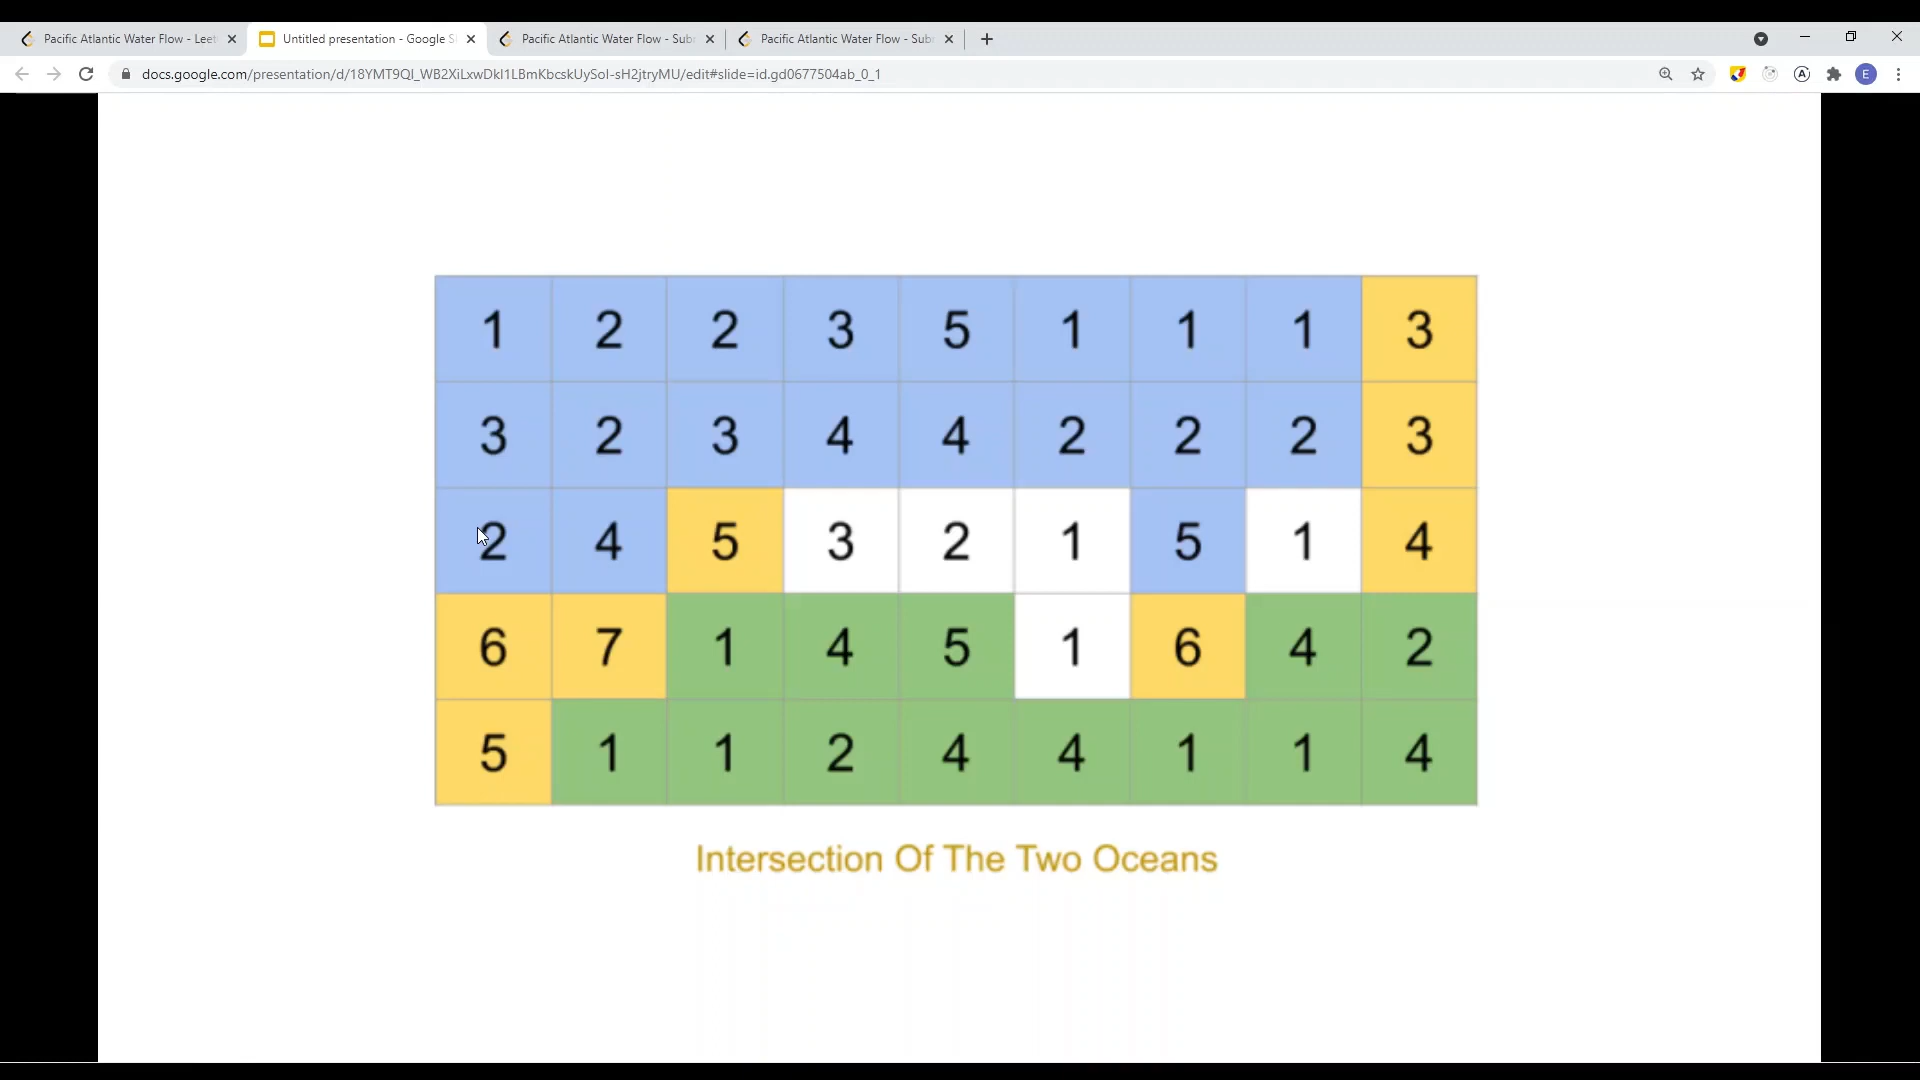 Pacific Atlantic Water Flow - Leet
Untitled presentation - Google S
Pacific Atlantic Water Flow - Sub
Pacific Atlantic Water Flow - Sub
docs.google.com/presentation/d/18YMT9QI_WB2XiLxwDkI1LBmKbcskUySoI-sH2jtryMU/edit#slide=id.gd0677504ab_0_1
A
E
1 2 2 3 5 1 1 1 3
3 2 3 4 4 2 2 2 3
2 4 5 3 2 1 5 1 4
6 7 1 4 5 1 6 4 2
5 1 1 2 4 4 1 1 4
Intersection Of The Two Oceans